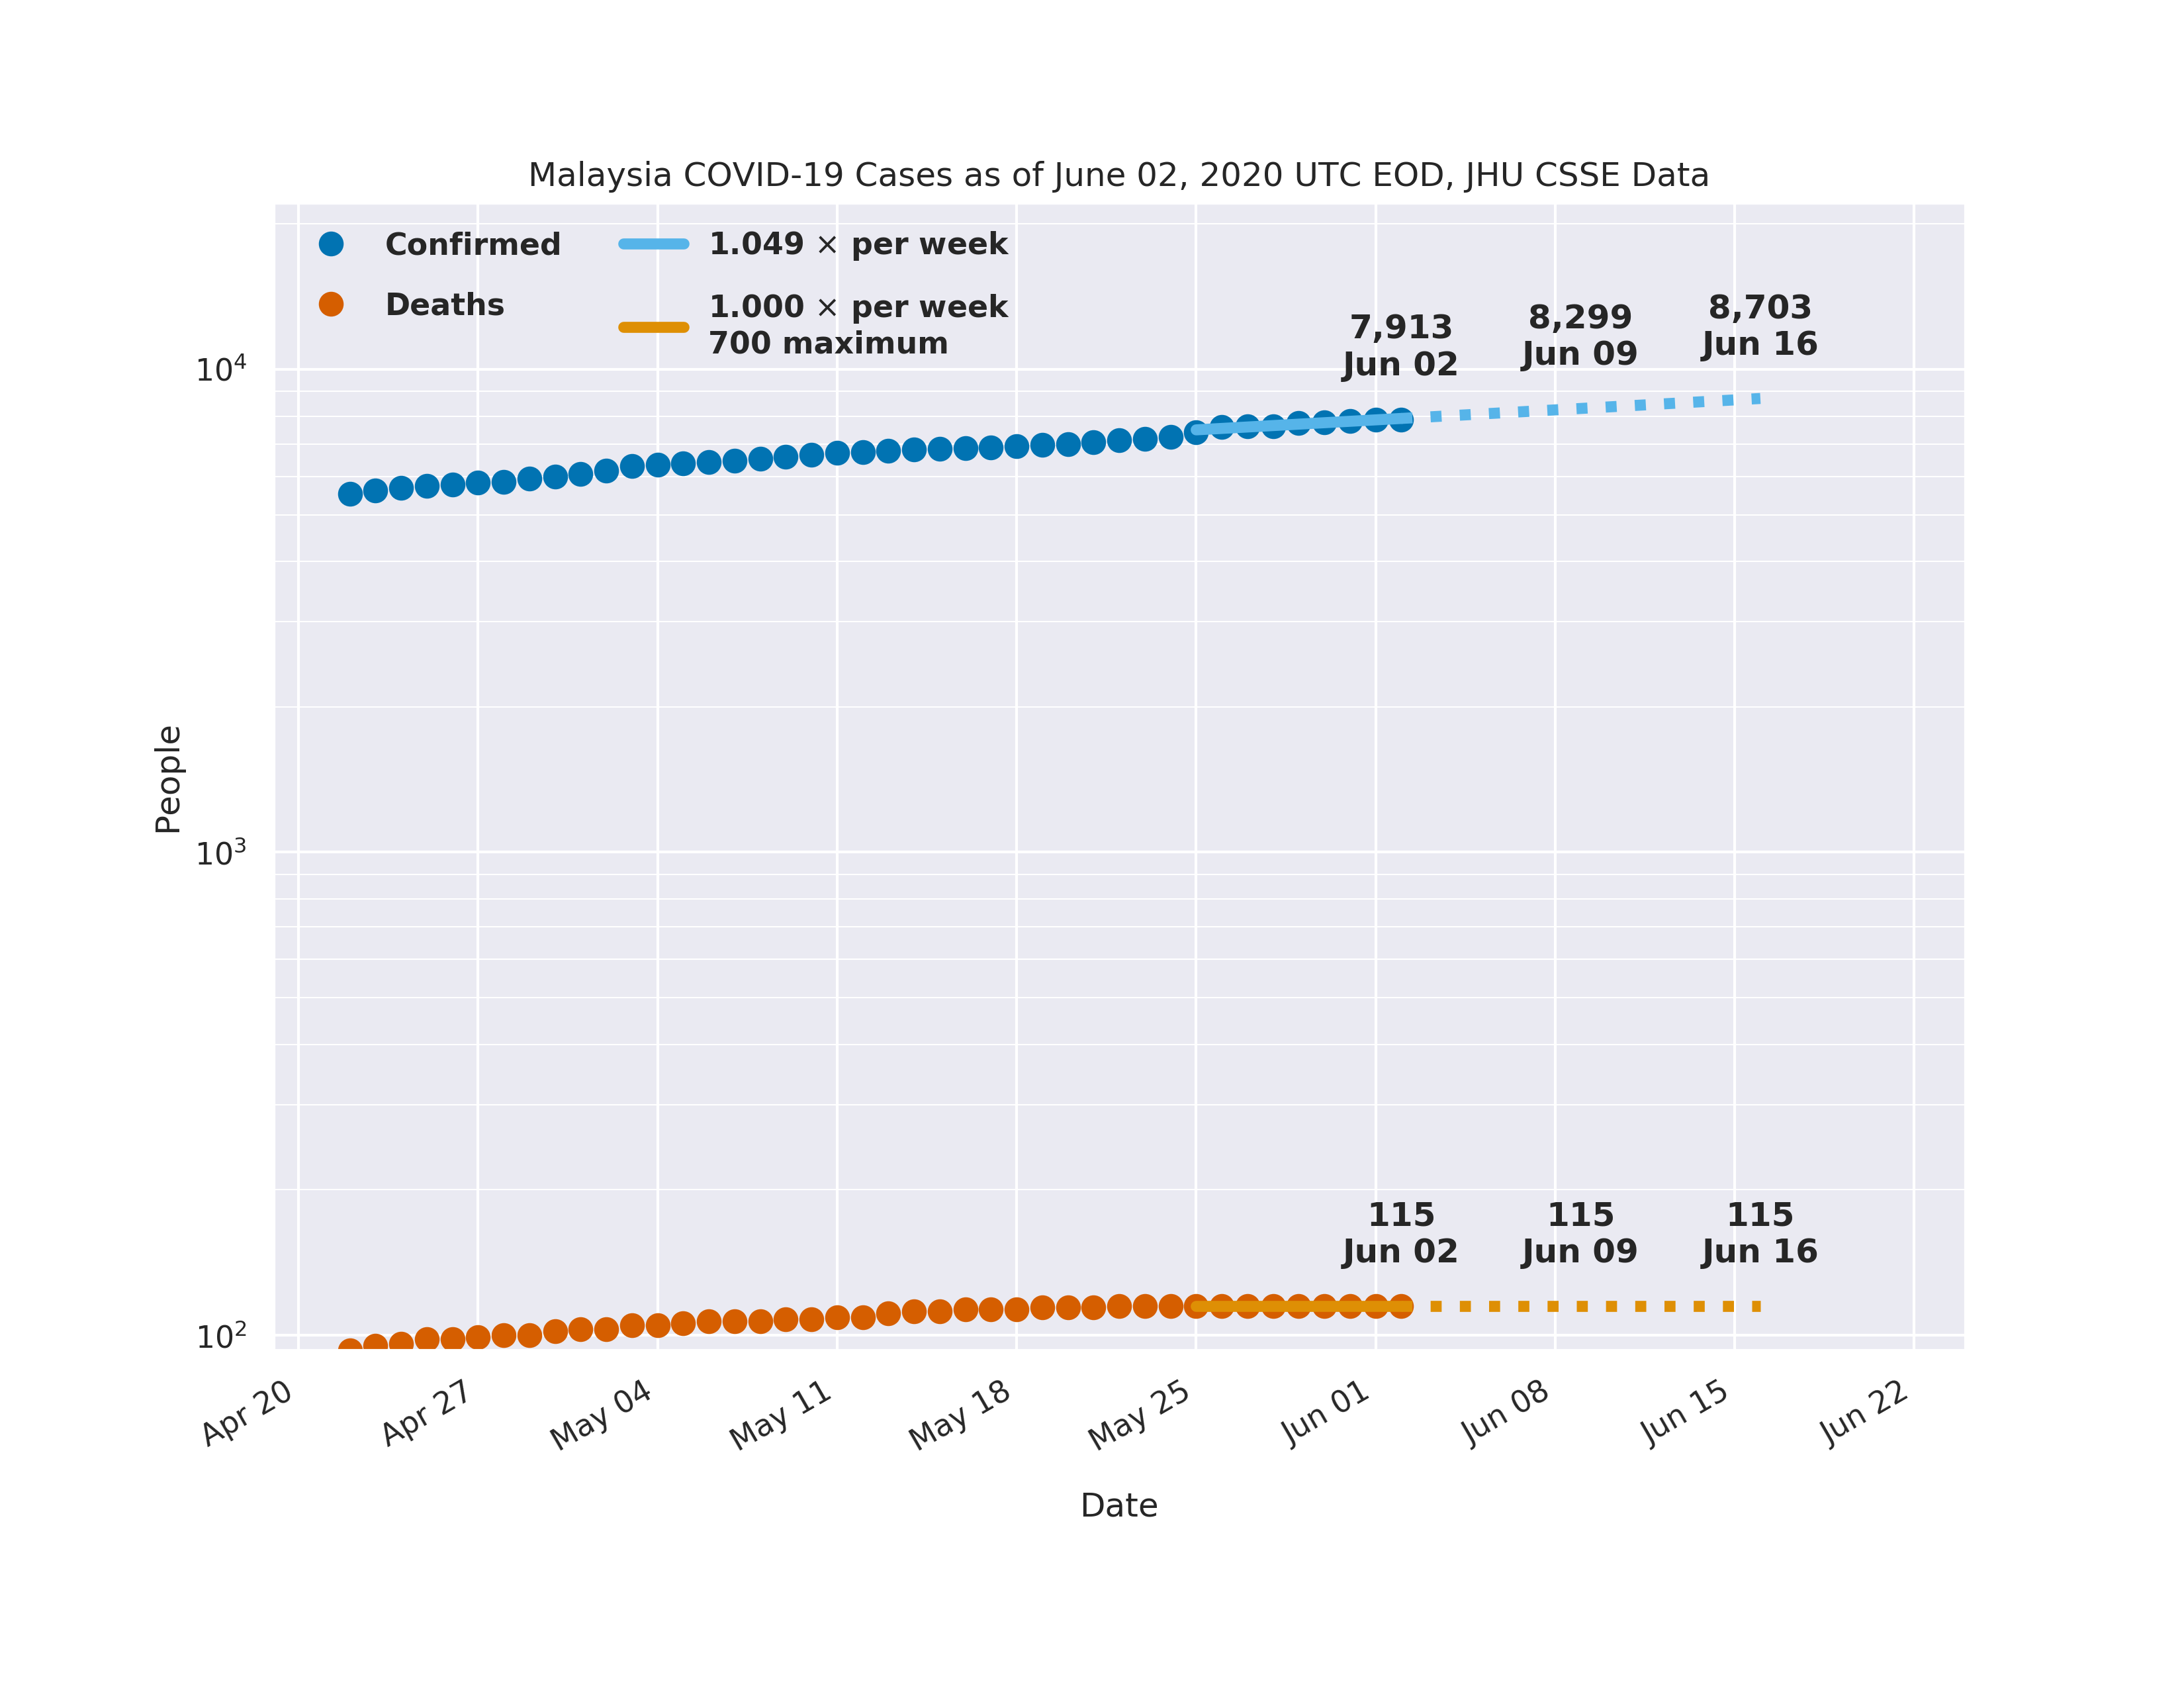 Malaysia COVID-19 Cases as of June 02, 2020 UTC EOD, JHU CSSE Data
Confirmed
Deaths
1.049 × per week
1.000 × per week
700 maximum
7,913
Jun 02
8,299
Jun 09
8,703
Jun 16
10⁴
10³
10²
People
115
Jun 02
115
Jun 09
115
Jun 16
Apr 20
Apr 27
May 04
May 11
May 18
May 25
Jun 01
Jun 08
Jun 15
Jun 22
Date